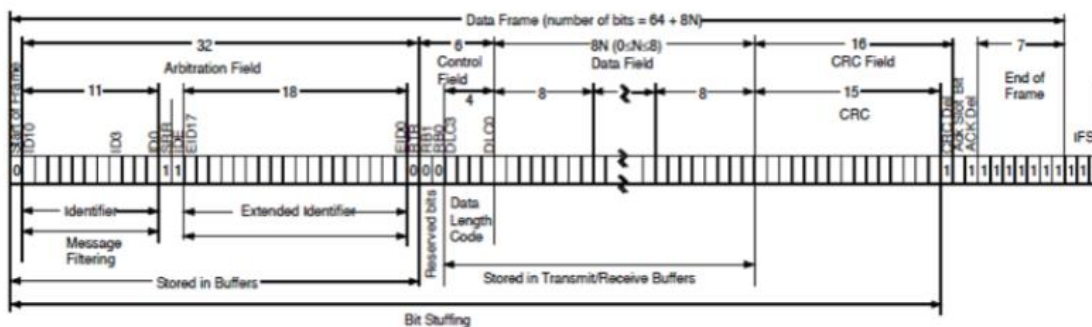 Data Frame (number of bits = 64 + 8N)
32
6
8N (0≤N≤8)
16
7
Arbitration Field
Control
Field
Data Field
CRC Field
End of
Frame
11
18
4
8
8
15
CRC
Start of Frame
ID10
ID3
ID0
SRR
IDE
EID17
EID0
RTR
RB1
RB0
DLC3
DLC0
CRC Del
Ack Slot Bit
ACK Del
IFS
0 1 1 0 0 0 1 1 1 1 1 1 1 1 1 1 1
Identifier
Extended Identifier
Message
Filtering
Reserved bits
Data
Length
Code
Stored in Buffers
Stored in Transmit/Receive Buffers
Bit Stuffing